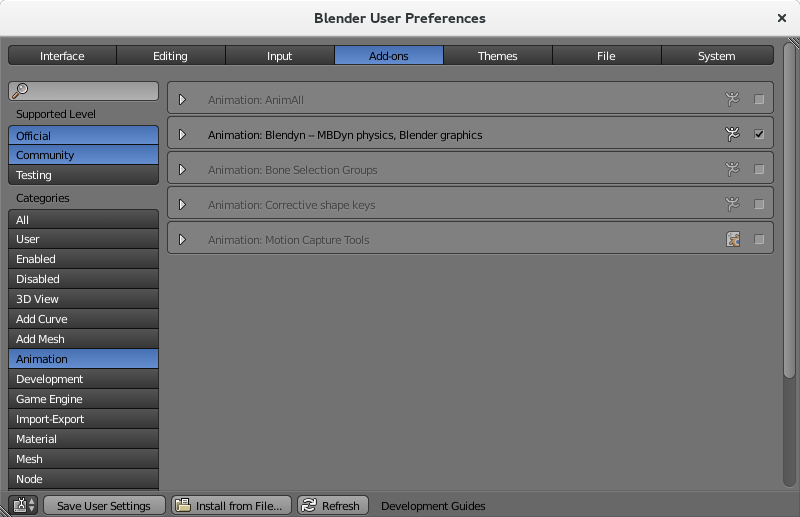 Blender User Preferences
Interface Editing Input Add-ons Themes File System
Supported Level
Official
Community
Testing
Categories
All
User
Enabled
Disabled
3D View
Add Curve
Add Mesh
Animation
Development
Game Engine
Import-Export
Material
Mesh
Node
Animation: AnimAll
Animation: Blendyn – MBDyn physics, Blender graphics
Animation: Bone Selection Groups
Animation: Corrective shape keys
Animation: Motion Capture Tools
Save User Settings Install from File... Refresh Development Guides